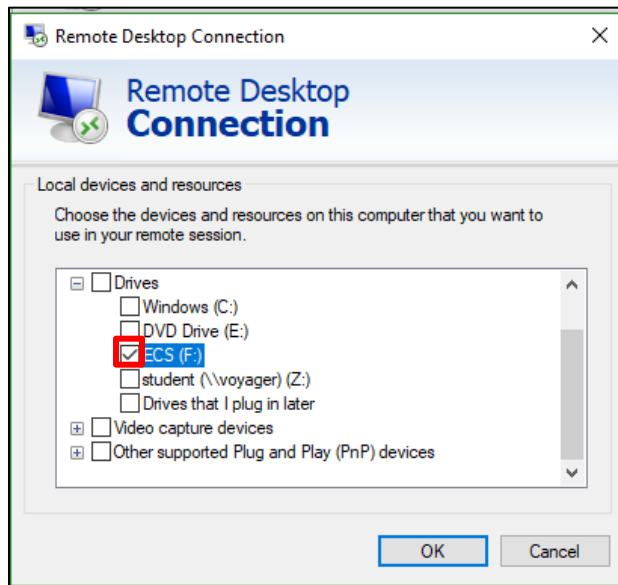 Remote Desktop Connection
Remote Desktop
Connection
Local devices and resources
Choose the devices and resources on this computer that you want to
use in your remote session.
Drives
Windows (C:)
DVD Drive (E:)
ECS (F:)
student (\\voyager) (Z:)
Drives that I plug in later
Video capture devices
Other supported Plug and Play (PnP) devices
OK Cancel